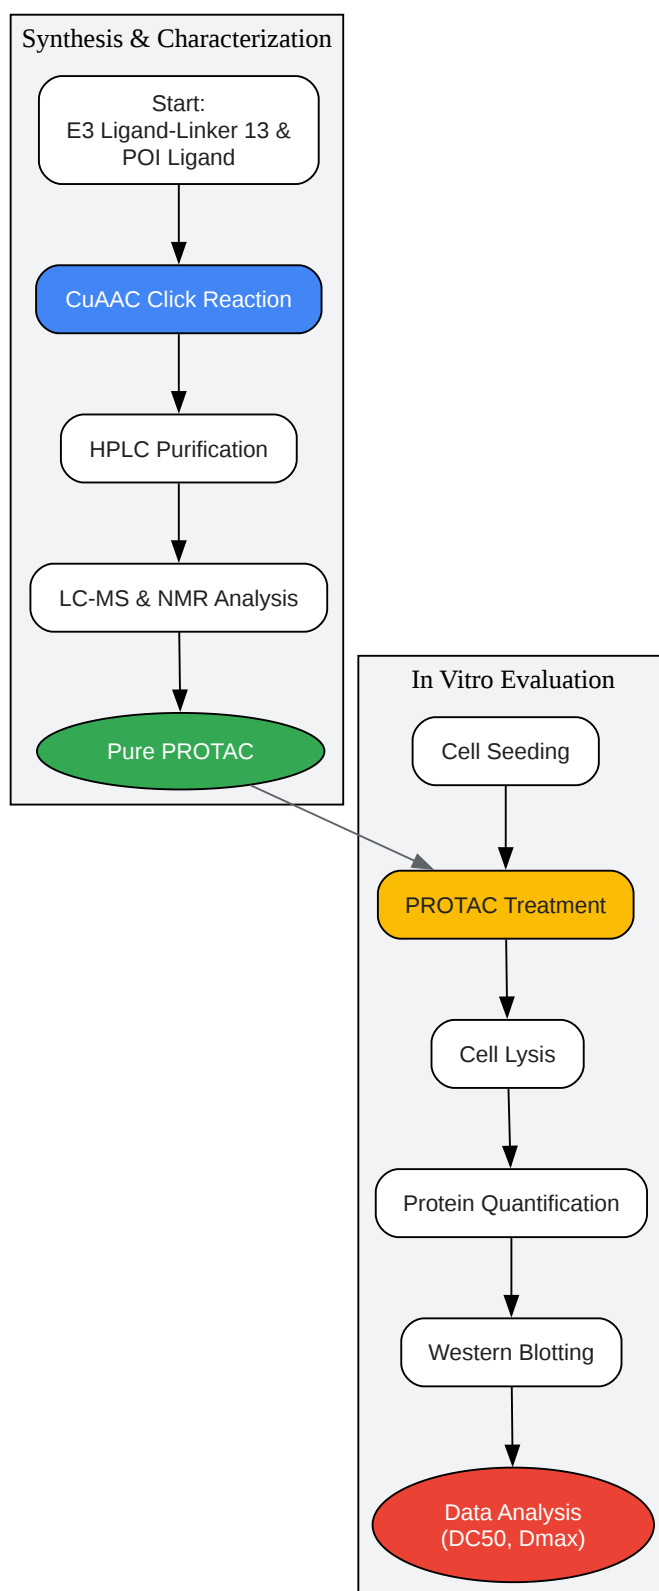 Synthesis & Characterization
Start:
E3 Ligand-Linker 13 &
POI Ligand
CuAAC Click Reaction
HPLC Purification
LC-MS & NMR Analysis
Pure PROTAC
In Vitro Evaluation
Cell Seeding
PROTAC Treatment
Cell Lysis
Protein Quantification
Western Blotting
Data Analysis
(DC50, Dmax)